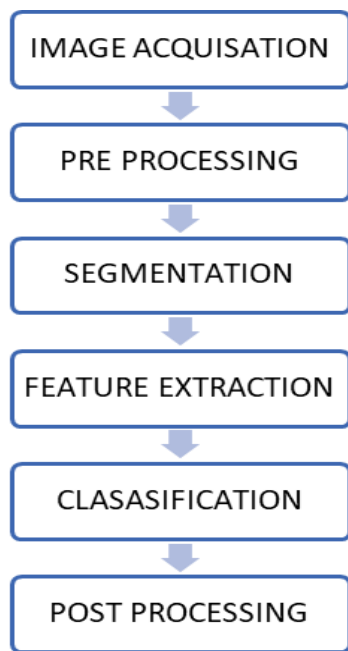 IMAGE ACQUISATION
PRE PROCESSING
SEGMENTATION
FEATURE EXTRACTION
CLASASIFICATION
POST PROCESSING